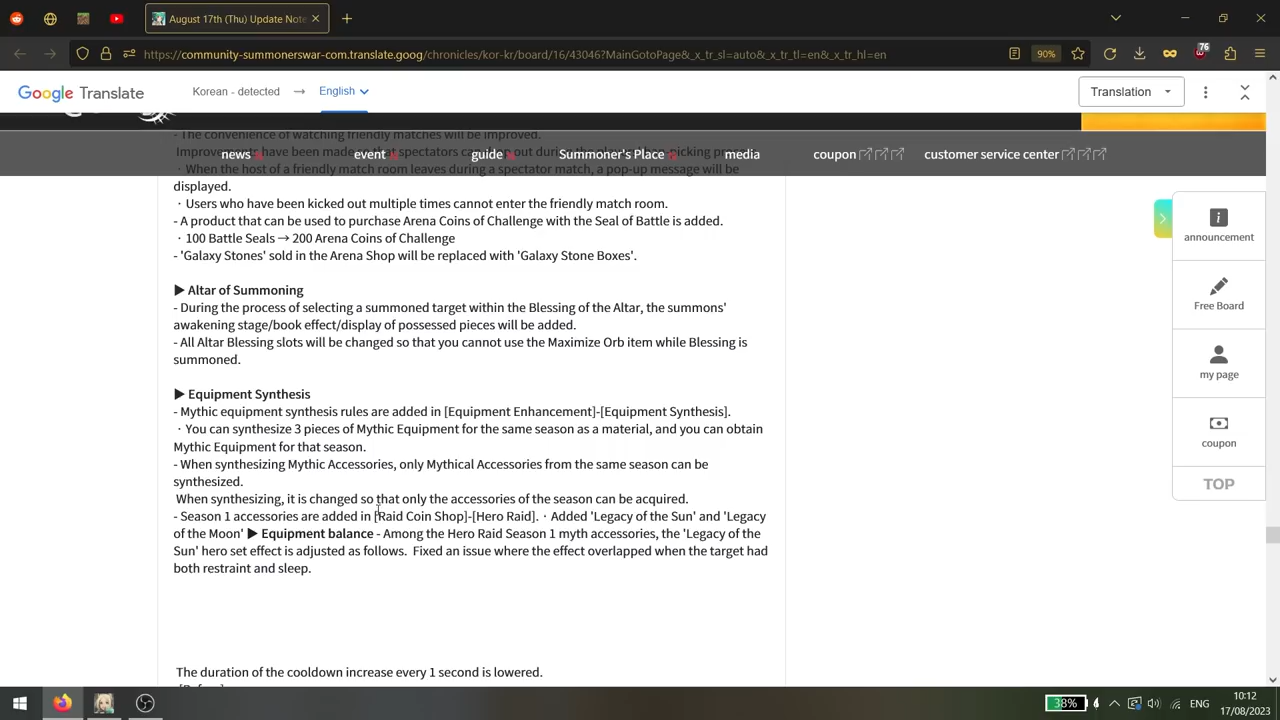 August 17th (Thu) Update Note
https://community-summonerswar-com.translate.goog/chronicles/kor-kr/board/16/43046?MainGotoPage&_x_tr_sl=auto&_x_tr_tl=en&_x_tr_hl=en
90%
76
Google Translate
Korean - detected
→
English
Translation
- The convenience of watching friendly matches will be improved.
news
event
guide
Summoner's Place
media
coupon
customer service center
· When the host of a friendly match room leaves during a spectator match, a pop-up message will be
displayed.
· Users who have been kicked out multiple times cannot enter the friendly match room.
- A product that can be used to purchase Arena Coins of Challenge with the Seal of Battle is added.
· 100 Battle Seals → 200 Arena Coins of Challenge
- 'Galaxy Stones' sold in the Arena Shop will be replaced with 'Galaxy Stone Boxes'.
▶ Altar of Summoning
- During the process of selecting a summoned target within the Blessing of the Altar, the summons'
awakening stage/book effect/display of possessed pieces will be added.
- All Altar Blessing slots will be changed so that you cannot use the Maximize Orb item while Blessing is
summoned.
▶ Equipment Synthesis
- Mythic equipment synthesis rules are added in [Equipment Enhancement]-[Equipment Synthesis].
· You can synthesize 3 pieces of Mythic Equipment for the same season as a material, and you can obtain
Mythic Equipment for that season.
- When synthesizing Mythic Accessories, only Mythical Accessories from the same season can be
synthesized.
When synthesizing, it is changed so that only the accessories of the season can be acquired.
- Season 1 accessories are added in [Raid Coin Shop]-[Hero Raid]. · Added 'Legacy of the Sun' and 'Legacy
of the Moon' ▶ Equipment balance - Among the Hero Raid Season 1 myth accessories, the 'Legacy of the
Sun' hero set effect is adjusted as follows. Fixed an issue where the effect overlapped when the target had
both restraint and sleep.
The duration of the cooldown increase every 1 second is lowered.
announcement
Free Board
my page
coupon
TOP
38%
ENG
10:12
17/08/2023